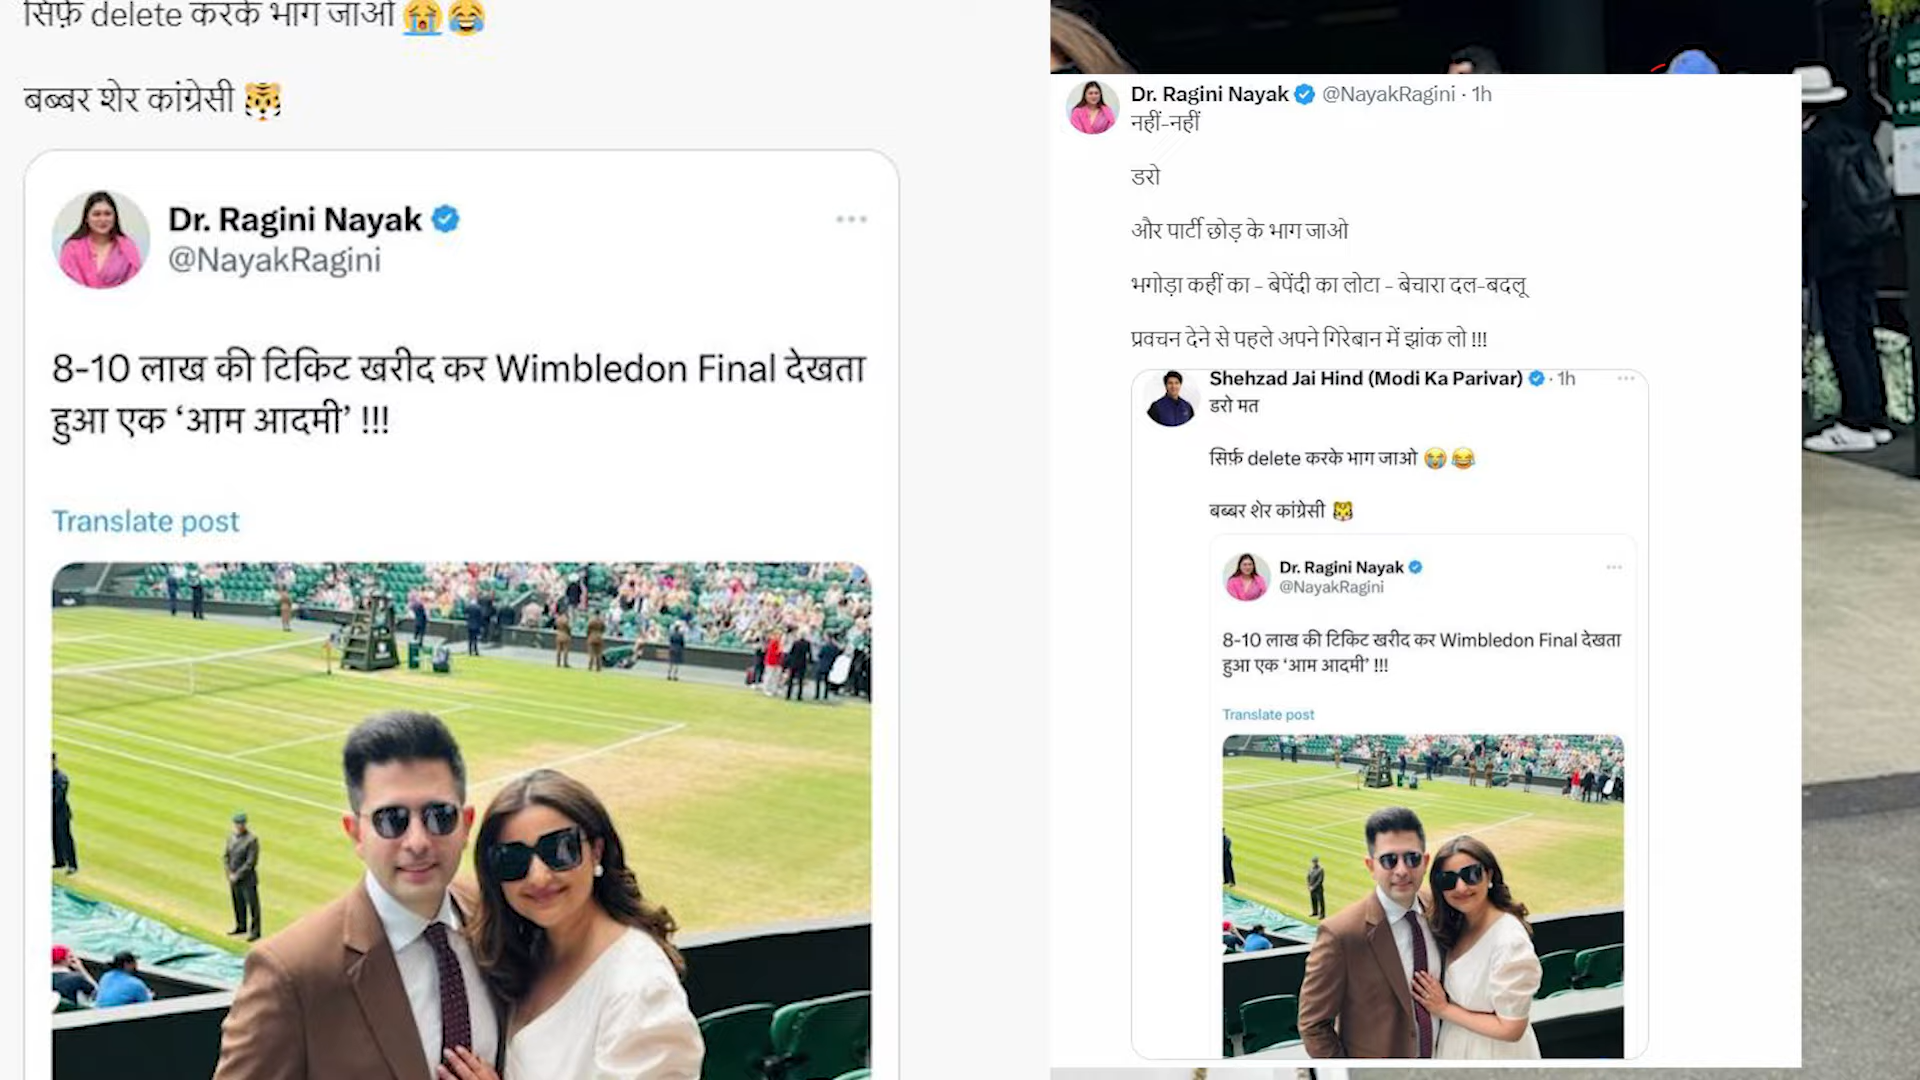 सिर्फ़ delete करके भाग जाओ 😭😂
बब्बर शेर कांग्रेसी 🐯
Dr. Ragini Nayak
@NayakRagini
8-10 लाख की टिकिट खरीद कर Wimbledon Final देखता
हुआ एक ‘आम आदमी’ !!!
Translate post
Dr. Ragini Nayak @NayakRagini · 1h
नहीं-नहीं
डरो
और पार्टी छोड़ के भाग जाओ
भगोड़ा कहीं का - बेपेंदी का लोटा - बेचारा दल-बदलू
प्रवचन देने से पहले अपने गिरेबान में झांक लो !!!
Shehzad Jai Hind (Modi Ka Parivar) · 1h
डरो मत
सिर्फ़ delete करके भाग जाओ 😭😂
बब्बर शेर कांग्रेसी 🐯
Dr. Ragini Nayak
@NayakRagini
8-10 लाख की टिकिट खरीद कर Wimbledon Final देखता
हुआ एक ‘आम आदमी’ !!!
Translate post